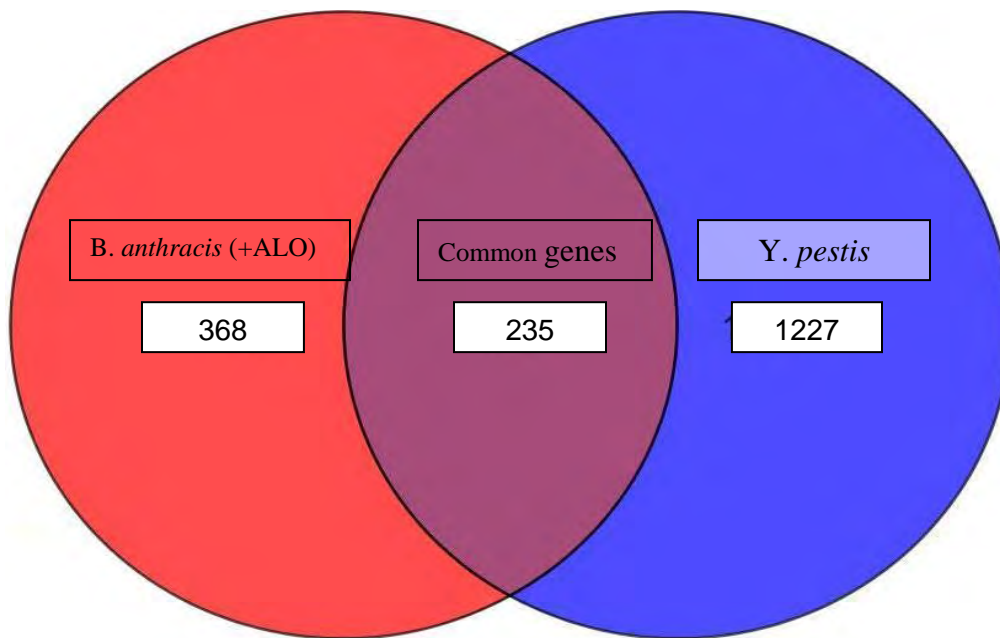 B. anthracis (+ALO)
Common genes
Y. pestis
368
235
1227